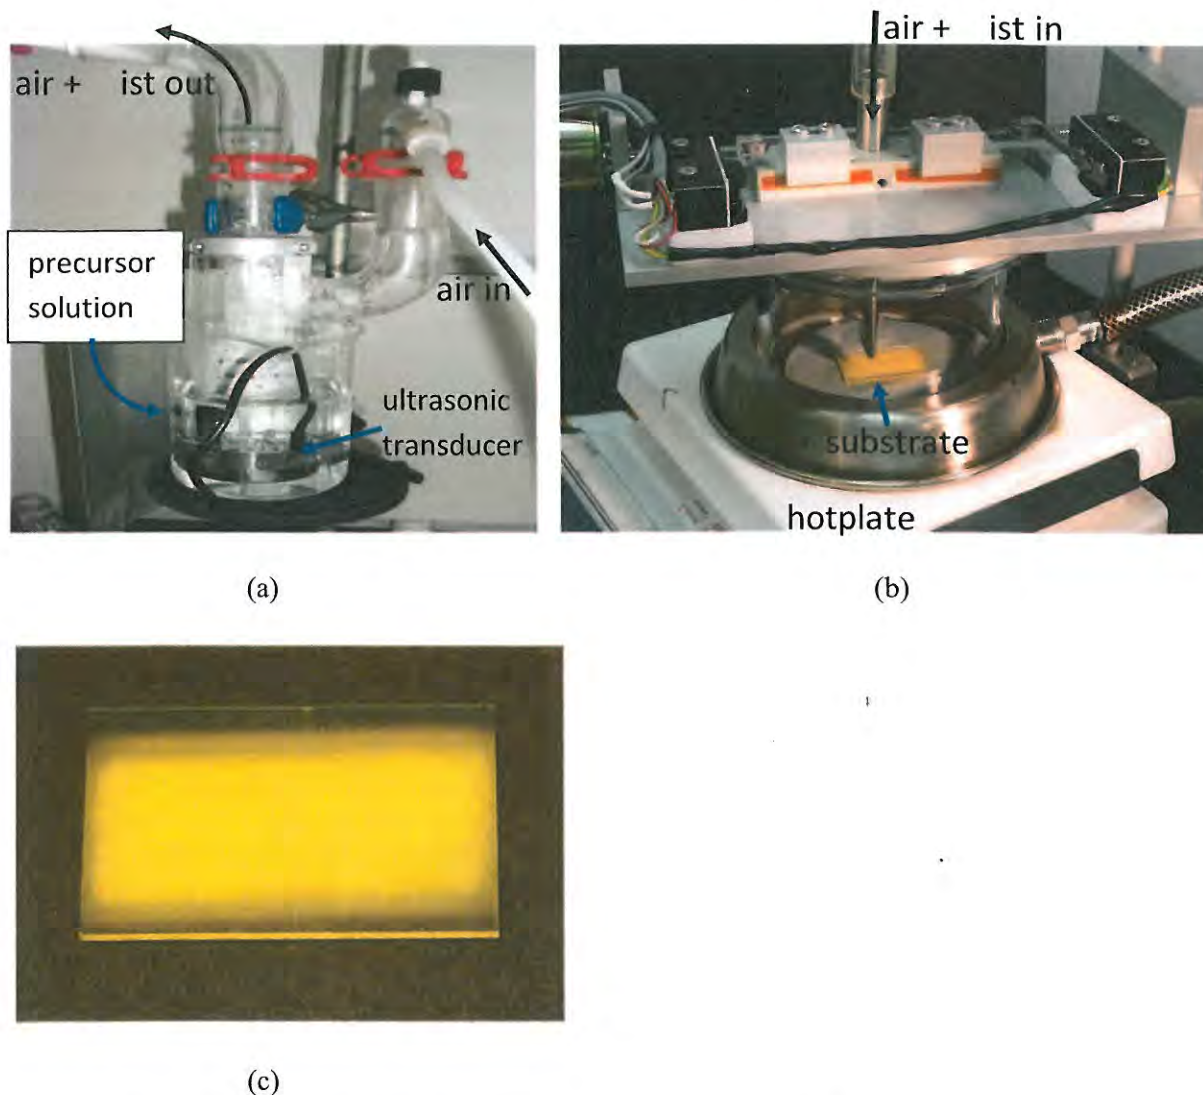 air + ist out
precursor
solution
air in
ultrasonic
transducer
(a)
air + ist in
substrate
hotplate
(b)
(c)